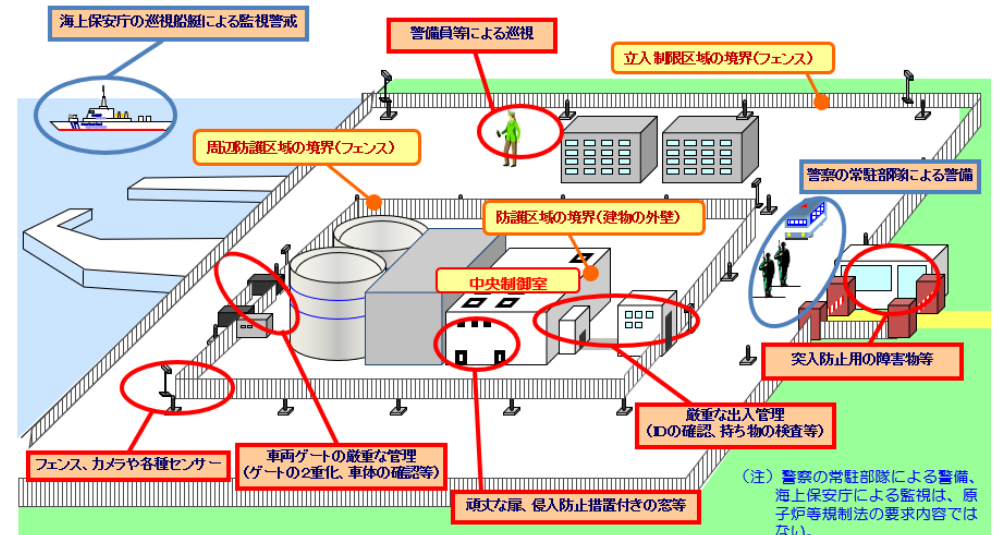 海上保安庁の巡視船艇による監視警戒
警備員等による巡視
立入制限区域の境界(フェンス)
周辺防護区域の境界(フェンス)
警察の常駐部隊による警備
防護区域の境界(建物の外壁)
中央制御室
突入防止用の障害物等
厳重な出入管理
(IDの確認、持ち物の検査等)
車両ゲートの厳重な管理
(ゲートの2重化、車体の確認等)
フェンス、カメラや各種センサー
頑丈な扉、侵入防止措置付きの窓等
(注)警察の常駐部隊による警備、
海上保安庁による監視は、原
子炉等規制法の要求内容では
ない。